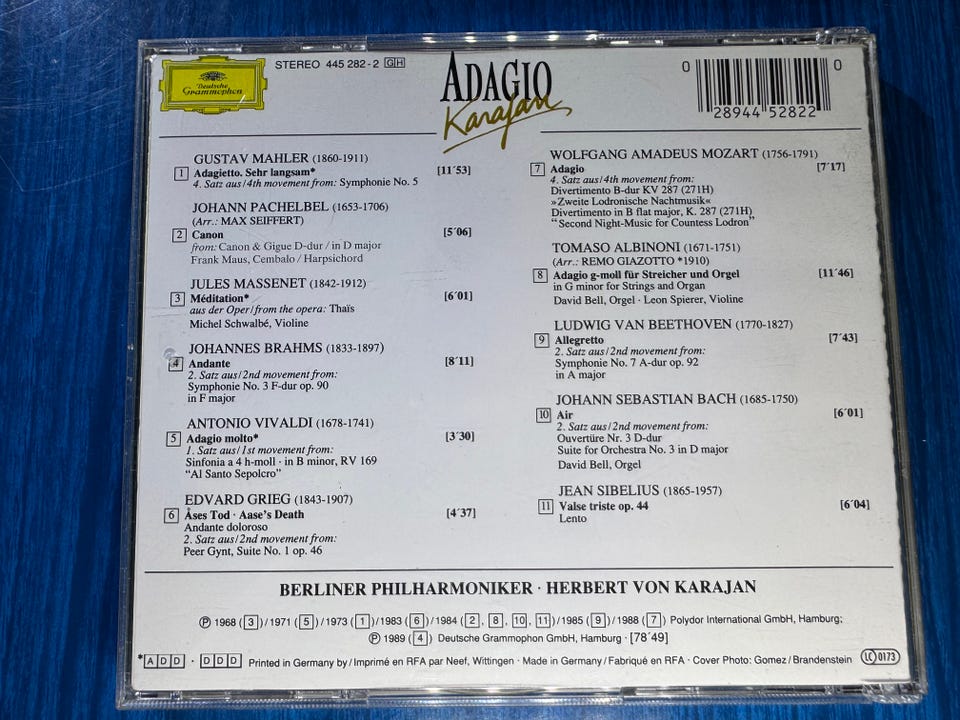 Deutsche
Grammophon
STEREO 445 282-2 GH
ADAGIO
Karajan
0 28944 52822 0
GUSTAV MAHLER (1860-1911)
1 Adagietto. Sehr langsam* [11´53]
4. Satz aus/4th movement from: Symphonie No. 5
JOHANN PACHELBEL (1653-1706)
(Arr.: MAX SEIFFERT)
2 Canon [5´06]
from: Canon & Gigue D-dur / in D major
Frank Maus, Cembalo / Harpsichord
JULES MASSENET (1842-1912)
3 Méditation* [6´01]
aus der Oper/from the opera: Thaïs
Michel Schwalbé, Violine
JOHANNES BRAHMS (1833-1897)
4 Andante [8´11]
2. Satz aus/2nd movement from:
Symphonie No. 3 F-dur op. 90
in F major
ANTONIO VIVALDI (1678-1741)
5 Adagio molto* [3´30]
1. Satz aus/1st movement from:
Sinfonia a 4 h-moll · in B minor, RV 169
"Al Santo Sepolcro"
EDVARD GRIEG (1843-1907)
6 Åses Tod · Aase's Death [4´37]
Andante doloroso
2. Satz aus/2nd movement from:
Peer Gynt, Suite No. 1 op. 46
WOLFGANG AMADEUS MOZART (1756-1791)
7 Adagio [7´17]
4. Satz aus/4th movement from:
Divertimento B-dur KV 287 (271H)
»Zweite Lodronische Nachtmusik«
Divertimento in B flat major, K. 287 (271H)
"Second Night-Music for Countess Lodron"
TOMASO ALBINONI (1671-1751)
(Arr.: REMO GIAZOTTO *1910)
8 Adagio g-moll für Streicher und Orgel [11´46]
in G minor for Strings and Organ
David Bell, Orgel · Leon Spierer, Violine
LUDWIG VAN BEETHOVEN (1770-1827)
9 Allegretto [7´43]
2. Satz aus/2nd movement from:
Symphonie No. 7 A-dur op. 92
in A major
JOHANN SEBASTIAN BACH (1685-1750)
10 Air [6´01]
2. Satz aus/2nd movement from:
Ouvertüre Nr. 3 D-dur
Suite for Orchestra No. 3 in D major
David Bell, Orgel
JEAN SIBELIUS (1865-1957)
11 Valse triste op. 44 [6´04]
Lento
BERLINER PHILHARMONIKER · HERBERT VON KARAJAN
Ⓟ 1968 (3)/1971 (5)/1973 (1)/1983 (6)/1984 (2, 8, 10, 11)/1985 (9)/1988 (7) Polydor International GmbH, Hamburg;
Ⓟ 1989 (4) Deutsche Grammophon GmbH, Hamburg · [78´49]
*ADD · DDD Printed in Germany by / Imprimé en RFA par Neef, Wittingen · Made in Germany / Fabriqué en RFA · Cover Photo: Gomez / Brandenstein LC 0173